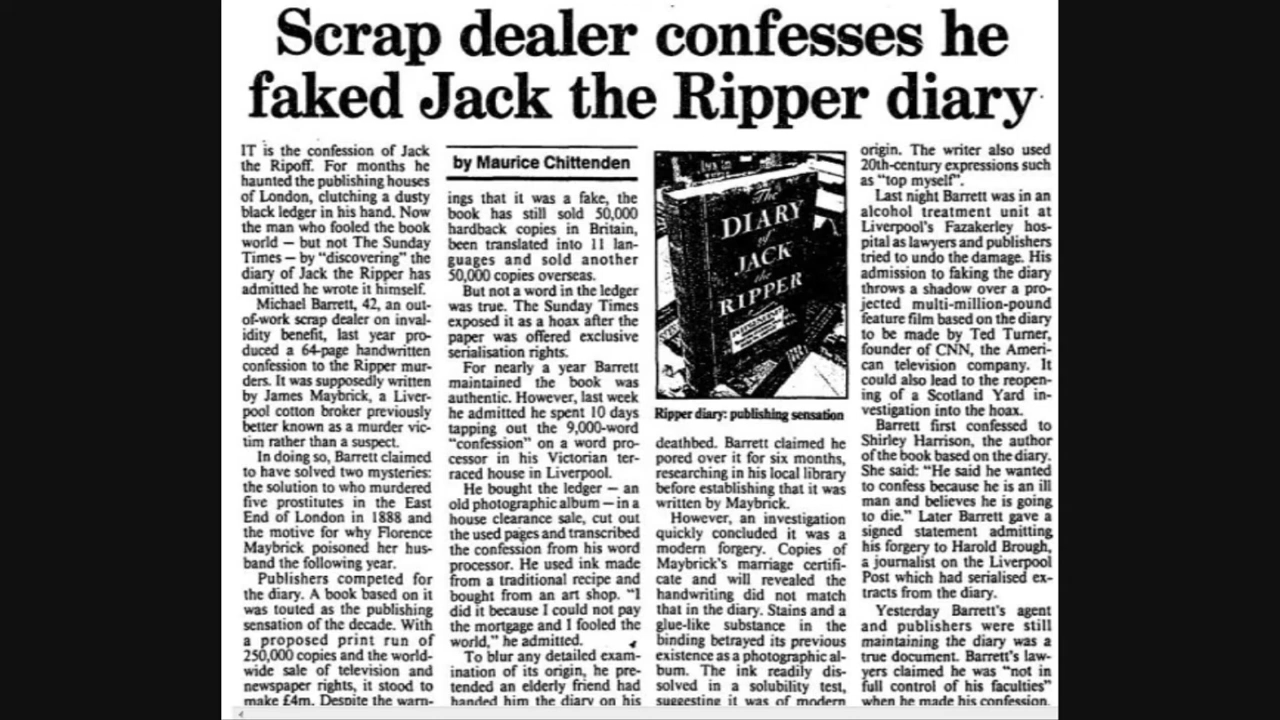 Scrap dealer confesses he
faked Jack the Ripper diary
IT is the confession of Jack
the Ripoff. For months he
haunted the publishing houses
of London, clutching a dusty
black ledger in his hand. Now
the man who fooled the book
world — but not The Sunday
Times — by “discovering” the
diary of Jack the Ripper has
admitted he wrote it himself.
Michael Barrett, 42, an out-
of-work scrap dealer on inval-
idity benefit, last year pro-
duced a 64-page handwritten
confession to the Ripper mur-
ders. It was supposedly written
by James Maybrick, a Liver-
pool cotton broker previously
better known as a murder vic-
tim rather than a suspect.
In doing so, Barrett claimed
to have solved two mysteries:
the solution to who murdered
five prostitutes in the East
End of London in 1888 and
the motive for why Florence
Maybrick poisoned her hus-
band the following year.
Publishers competed for
the diary. A book based on it
was touted as the publishing
sensation of the decade. With
a proposed print run of
250,000 copies and the world-
wide sale of television and
newspaper rights, it stood to
make £4m. Despite the warn-
by Maurice Chittenden
ings that it was a fake, the
book has still sold 50,000
hardback copies in Britain,
been translated into 11 lan-
guages and sold another
50,000 copies overseas.
But not a word in the ledger
was true. The Sunday Times
exposed it as a hoax after the
paper was offered exclusive
serialisation rights.
For nearly a year Barrett
maintained the book was
authentic. However, last week
he admitted he spent 10 days
tapping out the 9,000-word
“confession” on a word pro-
cessor in his Victorian ter-
raced house in Liverpool.
He bought the ledger — an
old photographic album — in a
house clearance sale, cut out
the used pages and transcribed
the confession from his word
processor. He used ink made
from a traditional recipe and
bought from an art shop. “I
did it because I could not pay
the mortgage and I fooled the
world,” he admitted.
To blur any detailed exam-
ination of its origin, he pre-
tended an elderly friend had
handed him the diary on his
The
DIARY
of
JACK
the
RIPPER
Ripper diary: publishing sensation
deathbed. Barrett claimed he
pored over it for six months,
researching in his local library
before establishing that it was
written by Maybrick.
However, an investigation
quickly concluded it was a
modern forgery. Copies of
Maybrick's marriage certifi-
cate and will revealed the
handwriting did not match
that in the diary. Stains and a
glue-like substance in the
binding betrayed its previous
existence as a photographic al-
bum. The ink readily dis-
solved in a solubility test,
suggesting it was of modern
origin. The writer also used
20th-century expressions such
as “top myself”.
Last night Barrett was in an
alcohol treatment unit at
Liverpool's Fazakerley hos-
pital as lawyers and publishers
tried to undo the damage. His
admission to faking the diary
throws a shadow over a pro-
jected multi-million-pound
feature film based on the diary
to be made by Ted Turner,
founder of CNN, the Ameri-
can television company. It
could also lead to the reopen-
ing of a Scotland Yard in-
vestigation into the hoax.
Barrett first confessed to
Shirley Harrison, the author
of the book based on the diary.
She said: “He said he wanted
to confess because he is an ill
man and believes he is going
to die.” Later Barrett gave a
signed statement admitting
his forgery to Harold Brough,
a journalist on the Liverpool
Post which had serialised ex-
tracts from the diary.
Yesterday Barrett's agent
and publishers were still
maintaining the diary was a
true document. Barrett's law-
yers claimed he was “not in
full control of his faculties”
when he made his confession.